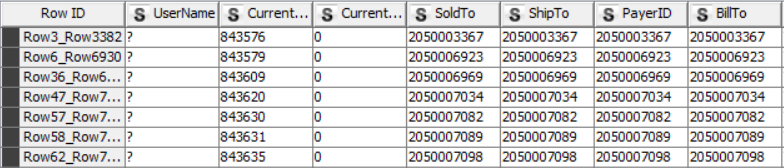 Row ID S UserName S Current... S Current... S SoldTo S ShipTo S PayerID S BillTo
Row3_Row3382 ? 843576 0 2050003367 2050003367 2050003367 2050003367
Row6_Row6930 ? 843579 0 2050006923 2050006923 2050006923 2050006923
Row36_Row6... ? 843609 0 2050006969 2050006969 2050006969 2050006969
Row47_Row7... ? 843620 0 2050007034 2050007034 2050007034 2050007034
Row57_Row7... ? 843630 0 2050007082 2050007082 2050007082 2050007082
Row58_Row7... ? 843631 0 2050007089 2050007089 2050007089 2050007089
Row62_Row7... ? 843635 0 2050007098 2050007098 2050007098 2050007098